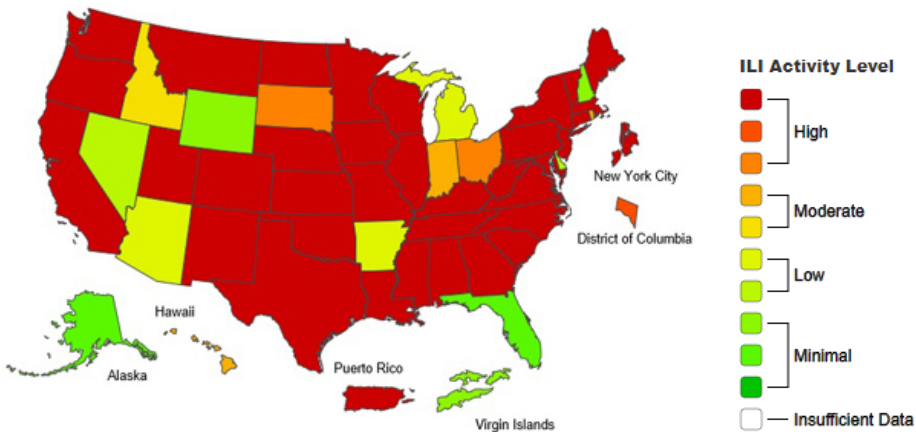 ILI Activity Level
High
Moderate
Low
Minimal
Insufficient Data
New York City
District of Columbia
Hawaii
Alaska
Puerto Rico
Virgin Islands